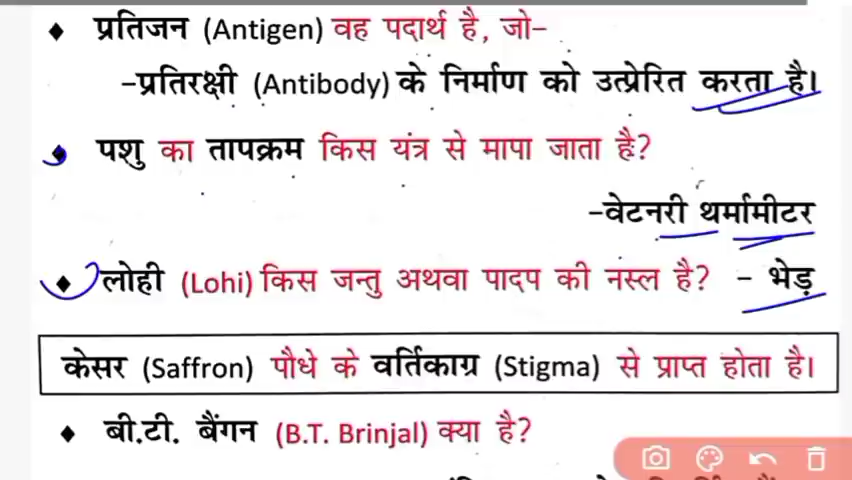 ♦ प्रतिजन (Antigen) वह पदार्थ है, जो–
–प्रतिरक्षी (Antibody) के निर्माण को उत्प्रेरित करता है।
♦ पशु का तापक्रम किस यंत्र से मापा जाता है?
–वेटनरी थर्मामीटर
♦ लोही (Lohi) किस जन्तु अथवा पादप की नस्ल है? – भेड़
केसर (Saffron) पौधे के वर्तिकाग्र (Stigma) से प्राप्त होता है।
♦ बी.टी. बैंगन (B.T. Brinjal) क्या है?